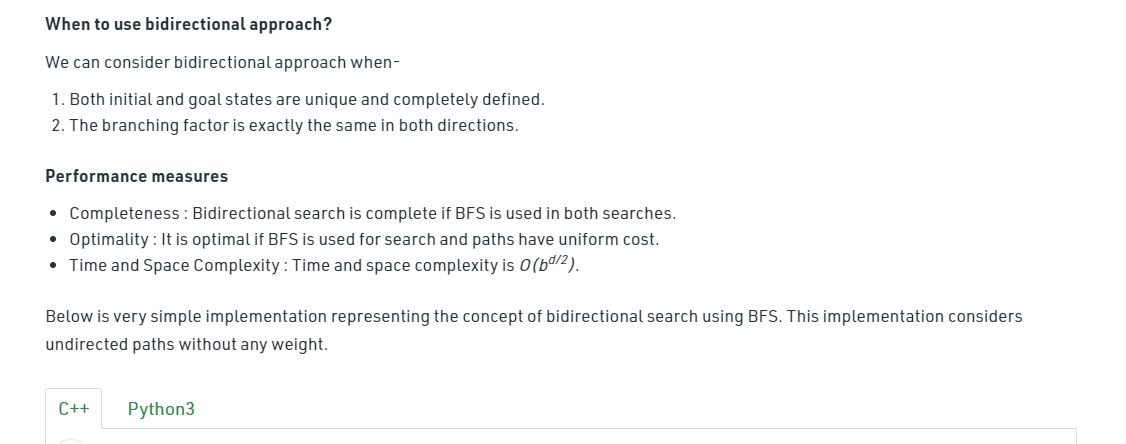 When to use bidirectional approach?
We can consider bidirectional approach when-
1. Both initial and goal states are unique and completely defined.
2. The branching factor is exactly the same in both directions.
Performance measures
• Completeness : Bidirectional search is complete if BFS is used in both searches.
• Optimality : It is optimal if BFS is used for search and paths have uniform cost.
• Time and Space Complexity : Time and space complexity is O(b^{d/2}).
Below is very simple implementation representing the concept of bidirectional search using BFS. This implementation considers
undirected paths without any weight.
C++ Python3